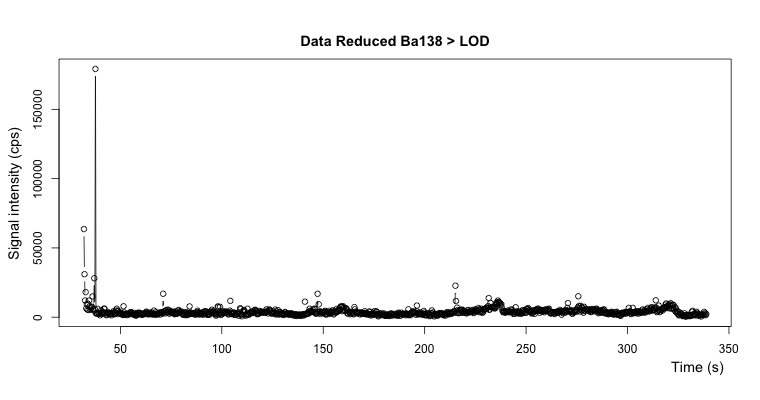 Data Reduced Ba138 > LOD
Signal intensity (cps)
150000
100000
50000
0
50 100 150 200 250 300 350
Time (s)